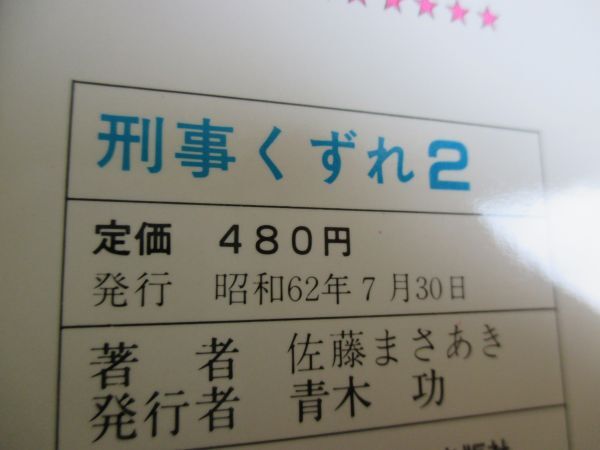 刑事くずれ2
定価 480円
発行 昭和62年7月30日
著者 佐藤まさあき
発行者 青木 功